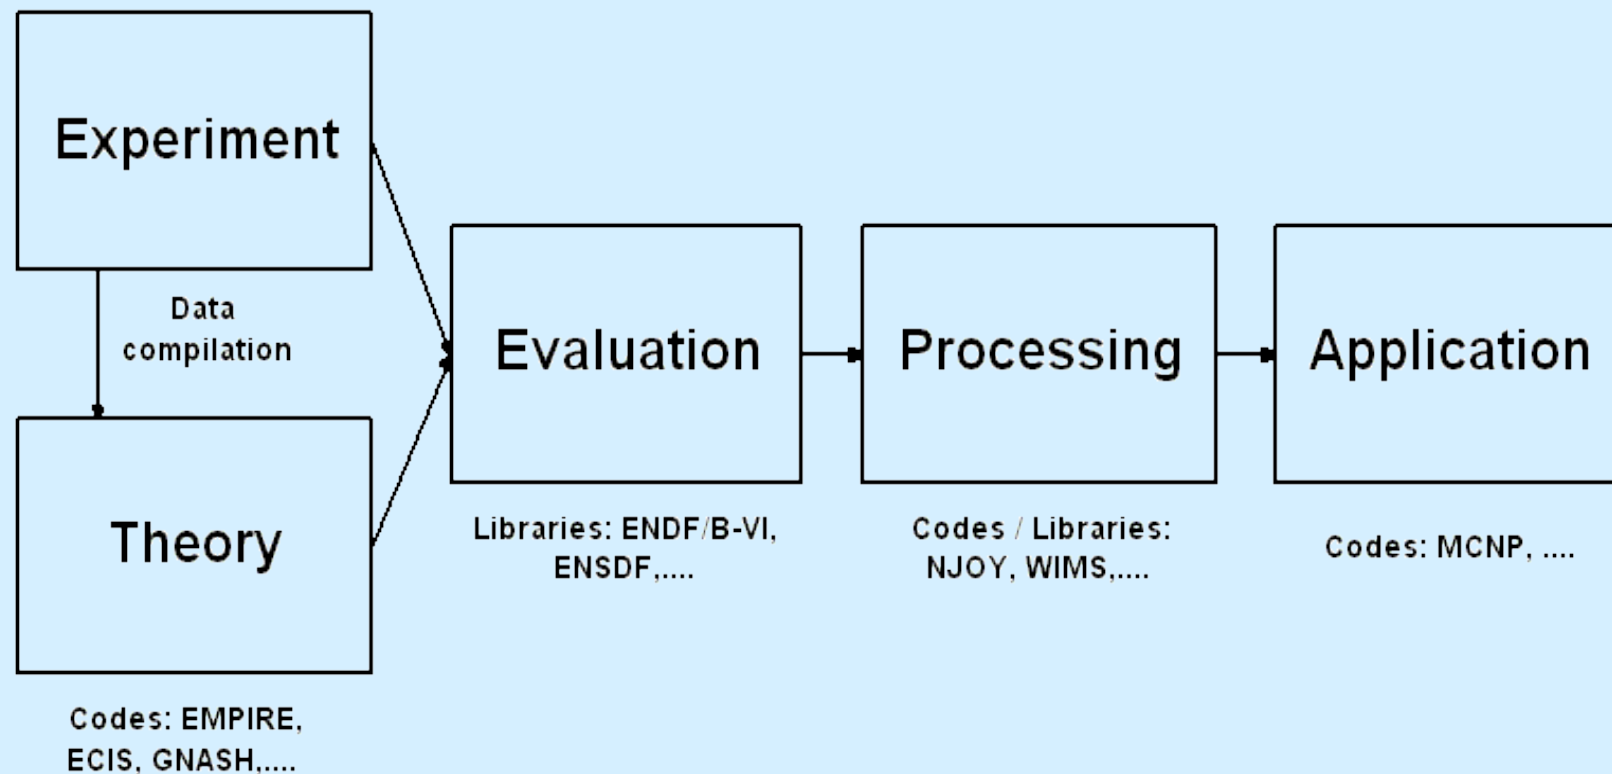 Experiment
Data
compilation
Theory
Codes: EMPIRE,
ECIS, GNASH,....
Evaluation
Libraries: ENDF/B-VI,
ENSDF,....
Processing
Codes / Libraries:
NJOY, WIMS,....
Application
Codes: MCNP, ....